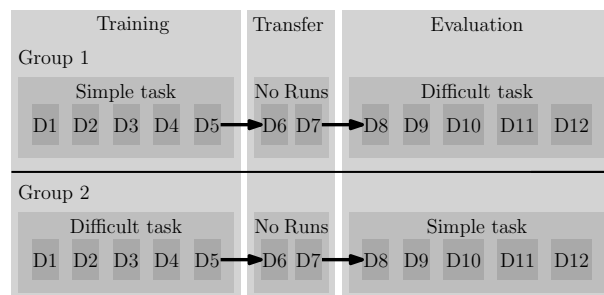 Training Transfer Evaluation
Group 1
Simple task No Runs Difficult task
D1 D2 D3 D4 D5 D6 D7 D8 D9 D10 D11 D12
Group 2
Difficult task No Runs Simple task
D1 D2 D3 D4 D5 D6 D7 D8 D9 D10 D11 D12